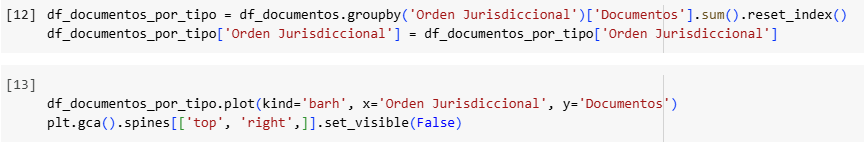 [12] df_documentos_por_tipo = df_documentos.groupby('Orden Jurisdiccional')['Documentos'].sum().reset_index()
df_documentos_por_tipo['Orden Jurisdiccional'] = df_documentos_por_tipo['Orden Jurisdiccional']
[13]
df_documentos_por_tipo.plot(kind='barh', x='Orden Jurisdiccional', y='Documentos')
plt.gca().spines[['top', 'right',]].set_visible(False)